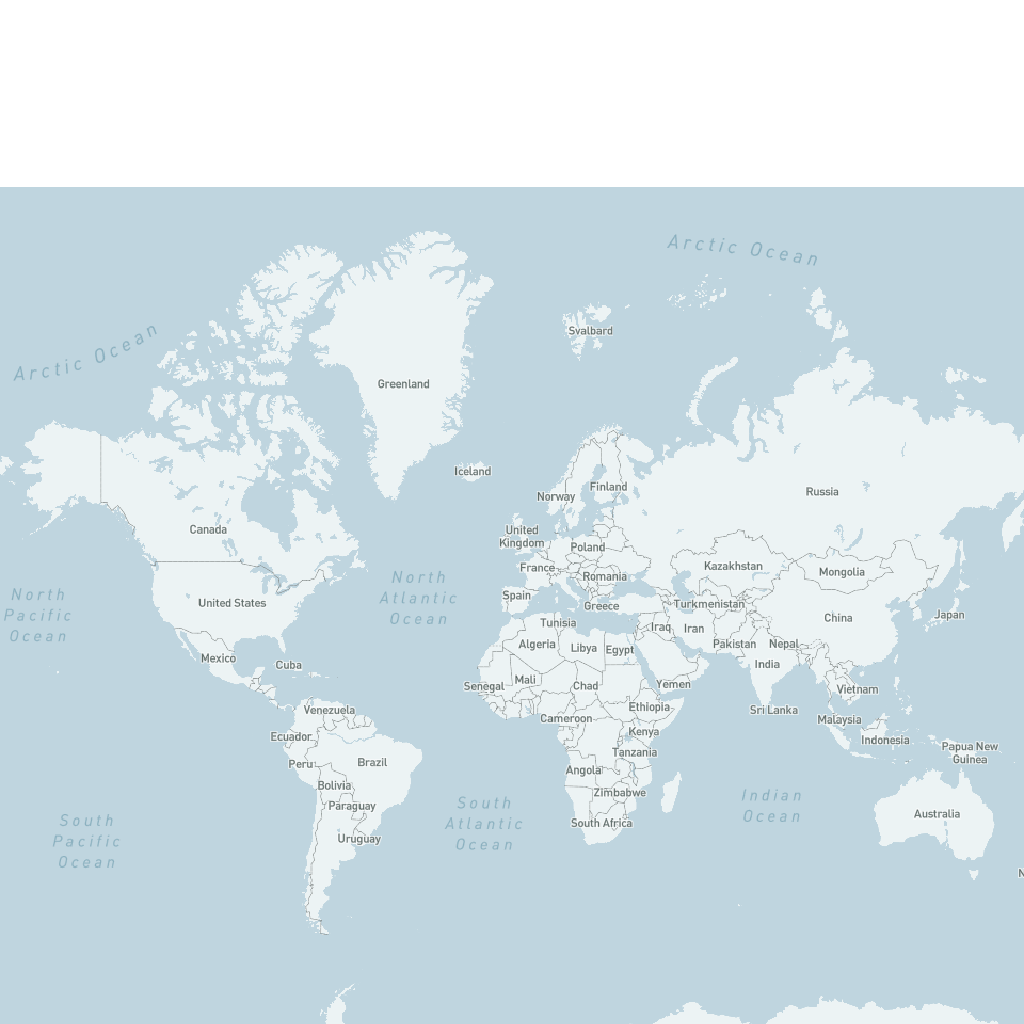 Arctic Ocean
Svalbard
Arctic Ocean
Greenland
Iceland
Finland
Norway
Russia
Canada
United
Kingdom
Poland
Kazakhstan
Mongolia
France
Romania
North
Pacific
Ocean
North
Atlantic
Ocean
United States
Spain
Greece
Turkmenistan
China
Japan
Tunisia
Iraq
Iran
Algeria
Libya
Egypt
Pakistan
Nepal
Mexico
Cuba
India
Senegal
Mali
Chad
Yemen
Vietnam
Venezuela
Ethiopia
Sri Lanka
Cameroon
Malaysia
Ecuador
Kenya
Indonesia
Peru
Brazil
Tanzania
Papua New
Guinea
Angola
Bolivia
Zimbabwe
Paraguay
South
Atlantic
Ocean
Indian
Ocean
South
Pacific
Ocean
Uruguay
South Africa
Australia
N